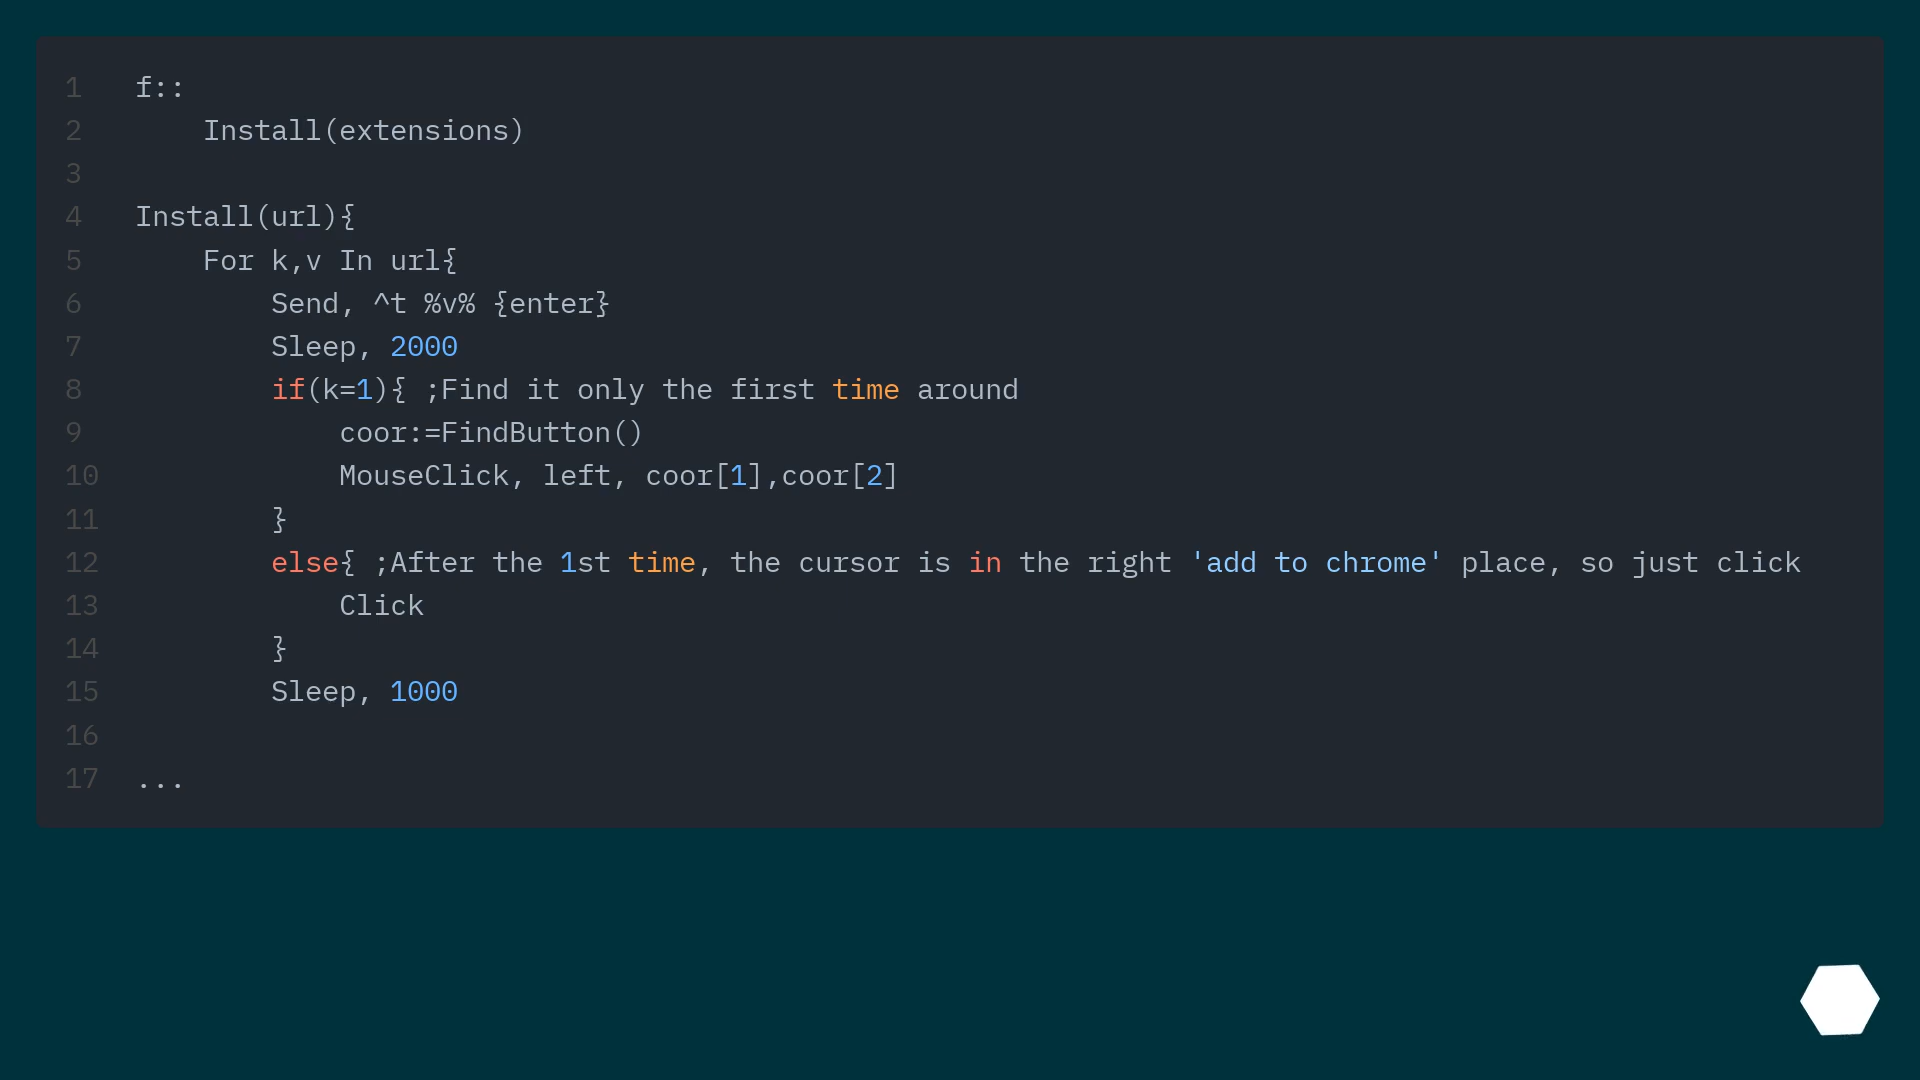 1 f::
2 Install(extensions)
3
4 Install(url){
5 For k,v In url{
6 Send, ^t %v% {enter}
7 Sleep, 2000
8 if(k=1){ ;Find it only the first time around
9 coor:=FindButton()
10 MouseClick, left, coor[1],coor[2]
11 }
12 else{ ;After the 1st time, the cursor is in the right 'add to chrome' place, so just click
13 Click
14 }
15 Sleep, 1000
16
17 ...